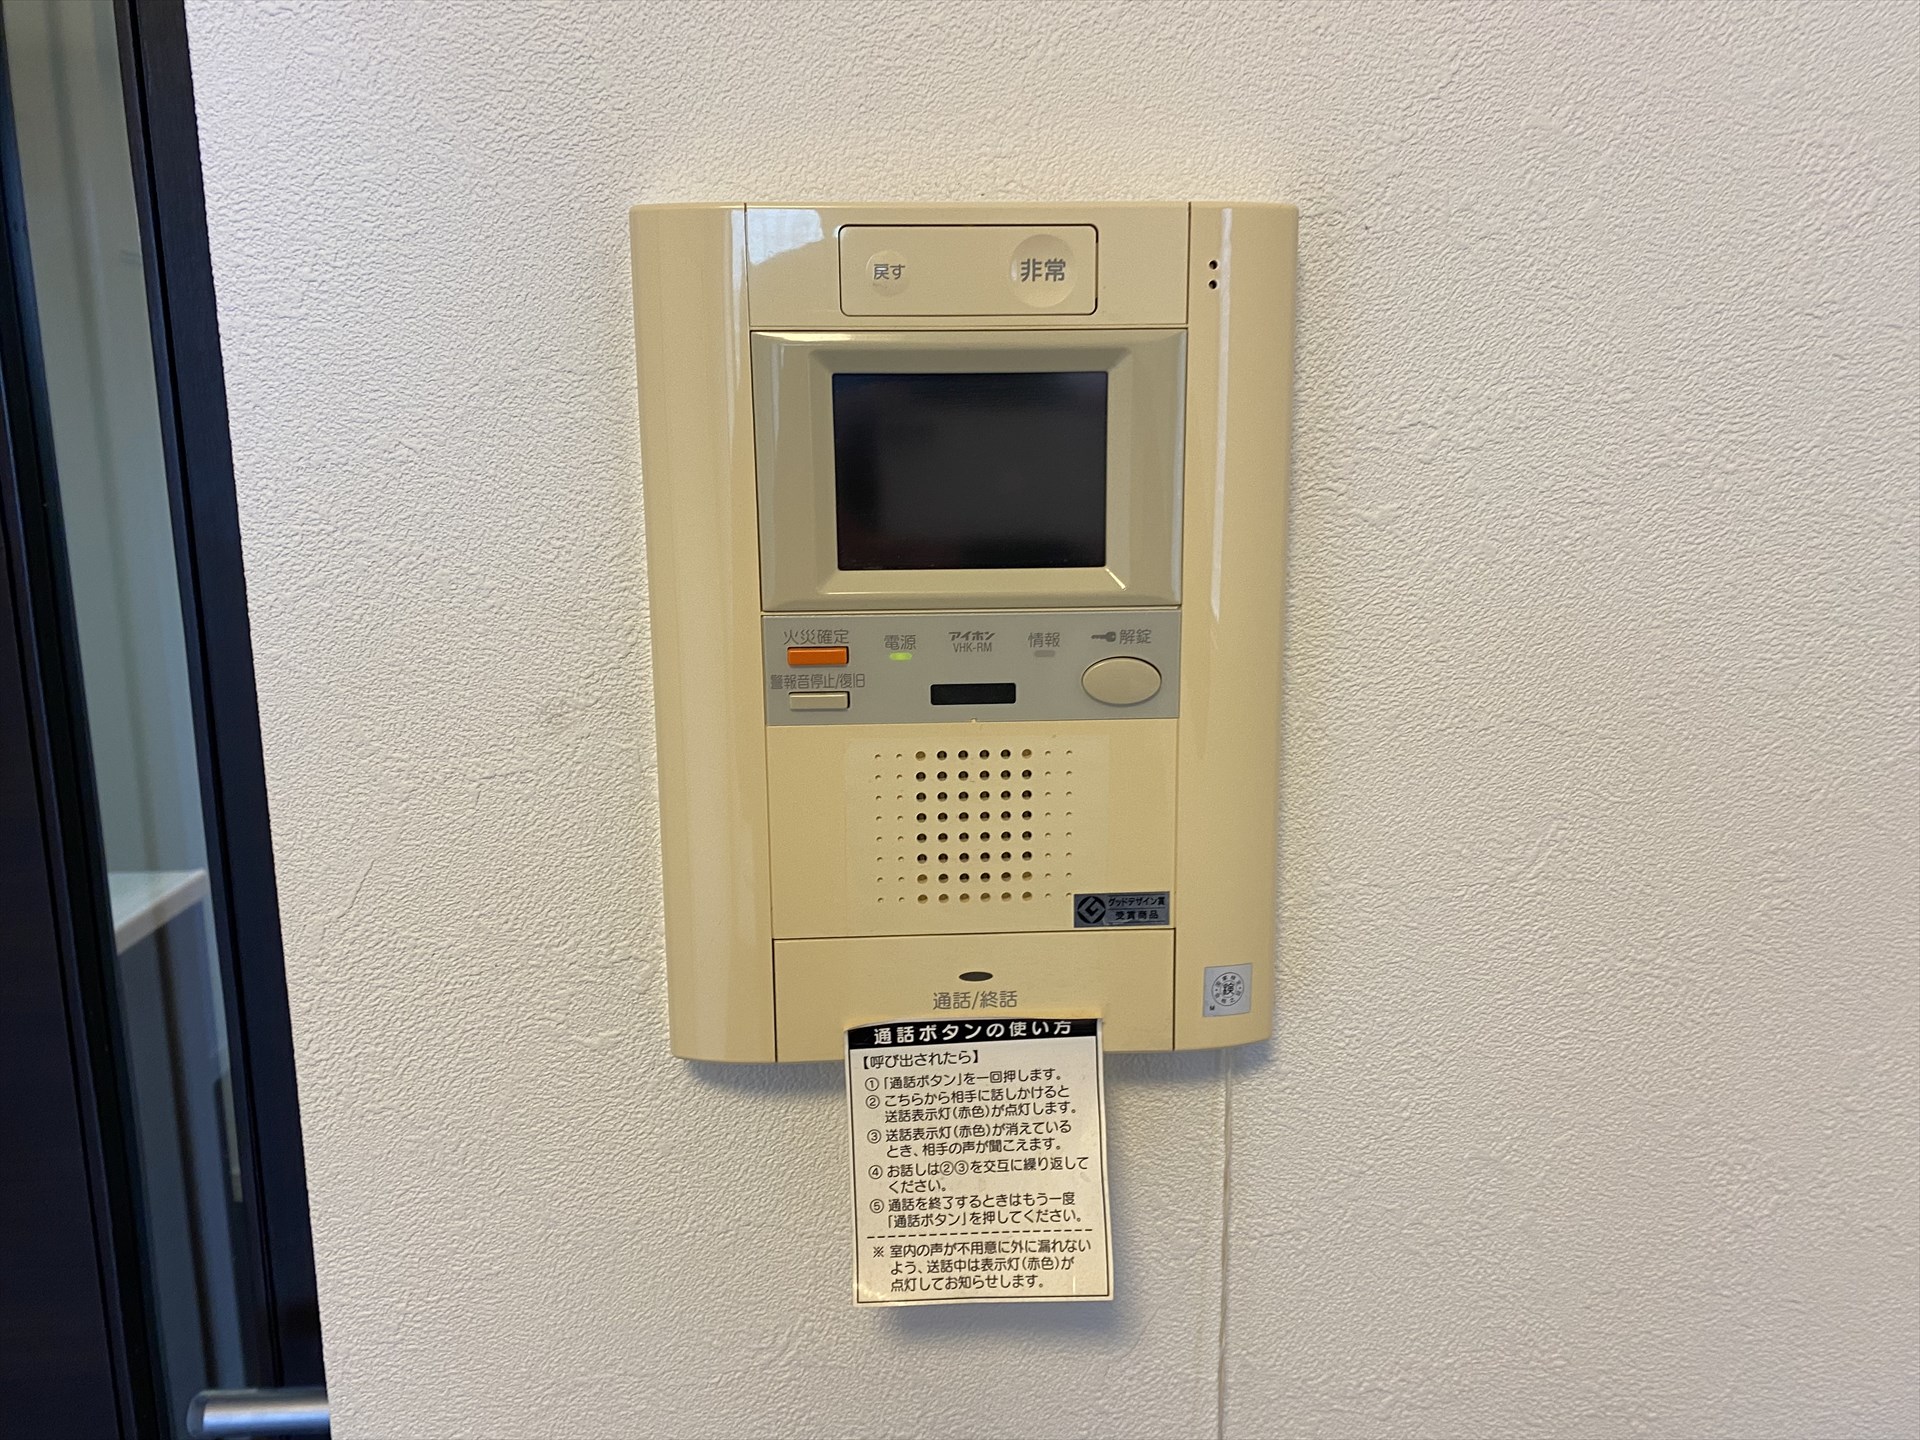 戻す 非常
火災確定 電源 アイホン 情報 解錠
VHK-RM
警報音停止/復旧
グッドデザイン賞
受賞商品
通話/終話
通話ボタンの使い方
【呼び出されたら】
①「通話ボタン」を一回押します。
② こちらから相手に話しかけると
送話表示灯(赤色)が点灯します。
③ 送話表示灯(赤色)が消えている
とき、相手の声が聞こえます。
④ お話しは②③を交互に繰り返して
ください。
⑤ 通話を終了するときはもう一度
「通話ボタン」を押してください。
※ 室内の声が不用意に外に漏れない
よう、送話中は表示灯(赤色)が
点灯してお知らせします。
M